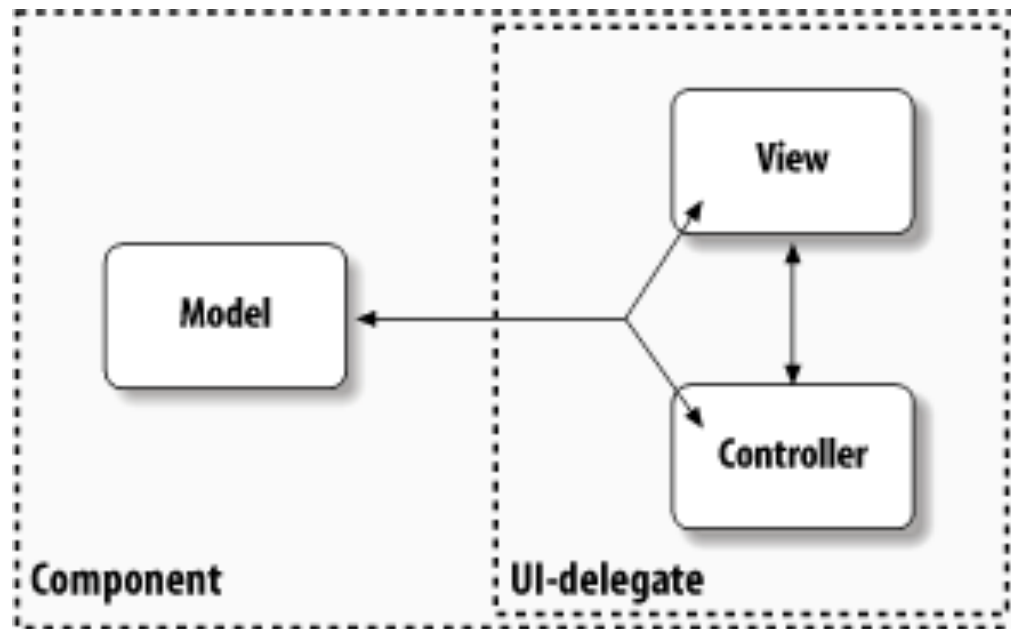 View
Model
Controller
Component
UI-delegate